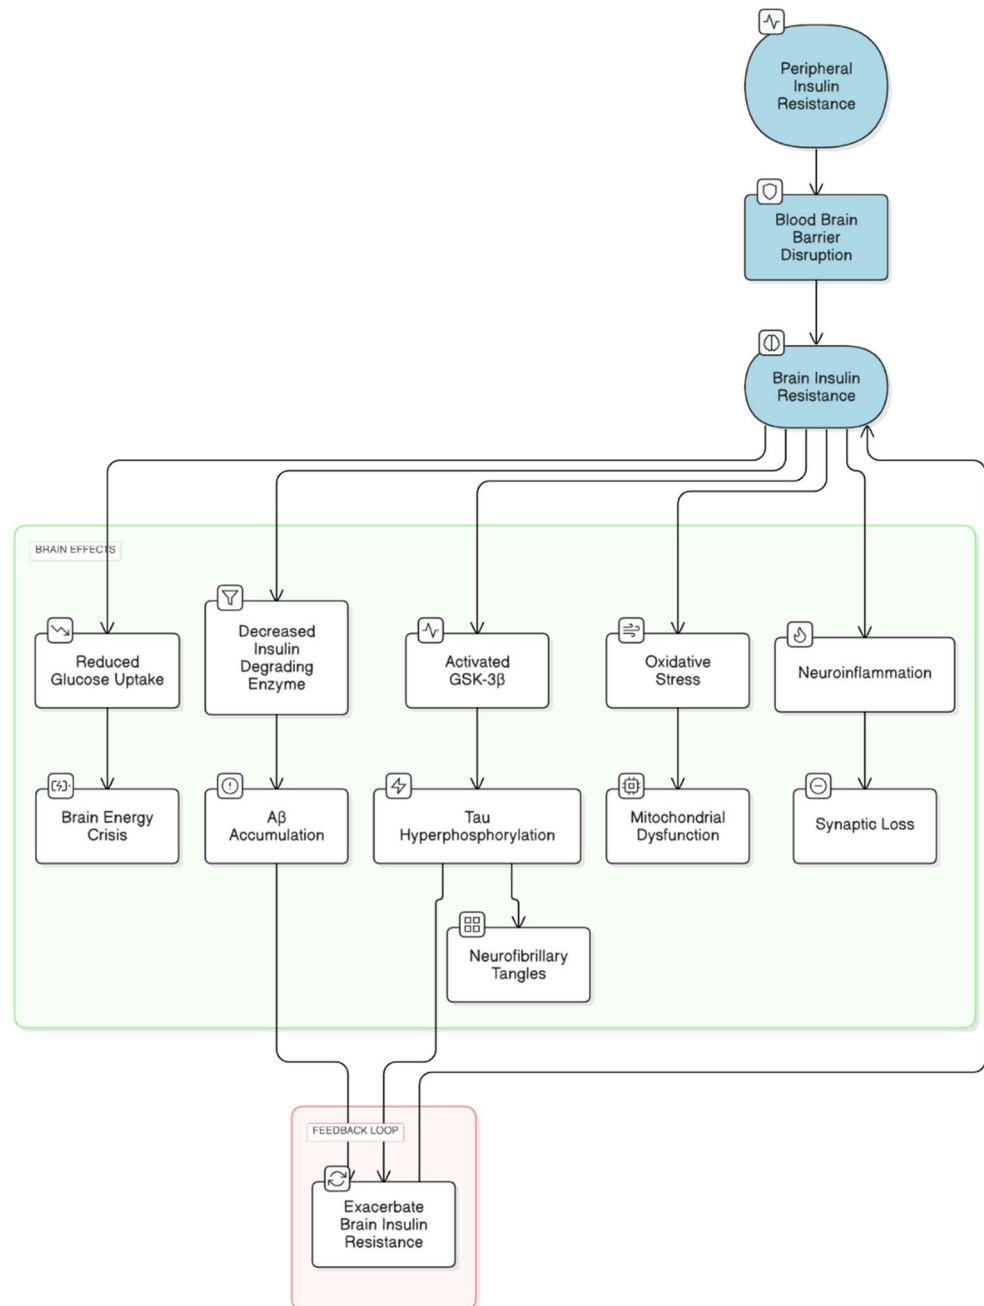 Peripheral
Insulin
Resistance
Blood Brain
Barrier
Disruption
Brain Insulin
Resistance
BRAIN EFFECTS
Reduced
Glucose Uptake
Decreased
Insulin
Degrading
Enzyme
Activated
GSK-3β
Oxidative
Stress
Neuroinflammation
Brain Energy
Crisis
Aβ
Accumulation
Tau
Hyperphosphorylation
Mitochondrial
Dysfunction
Synaptic Loss
Neurofibrillary
Tangles
FEEDBACK LOOP
Exacerbate
Brain Insulin
Resistance